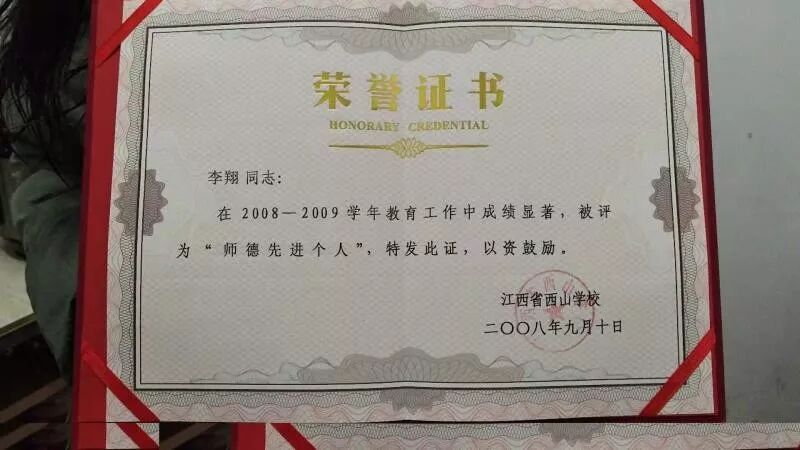 荣誉证书
HONORARY CREDENTIAL
李翔 同志：
在 2008—2009 学年教育工作中成绩显著，被评
为“师德先进个人”，特发此证，以资鼓励。
江西省西山学校
二〇〇八年九月十日